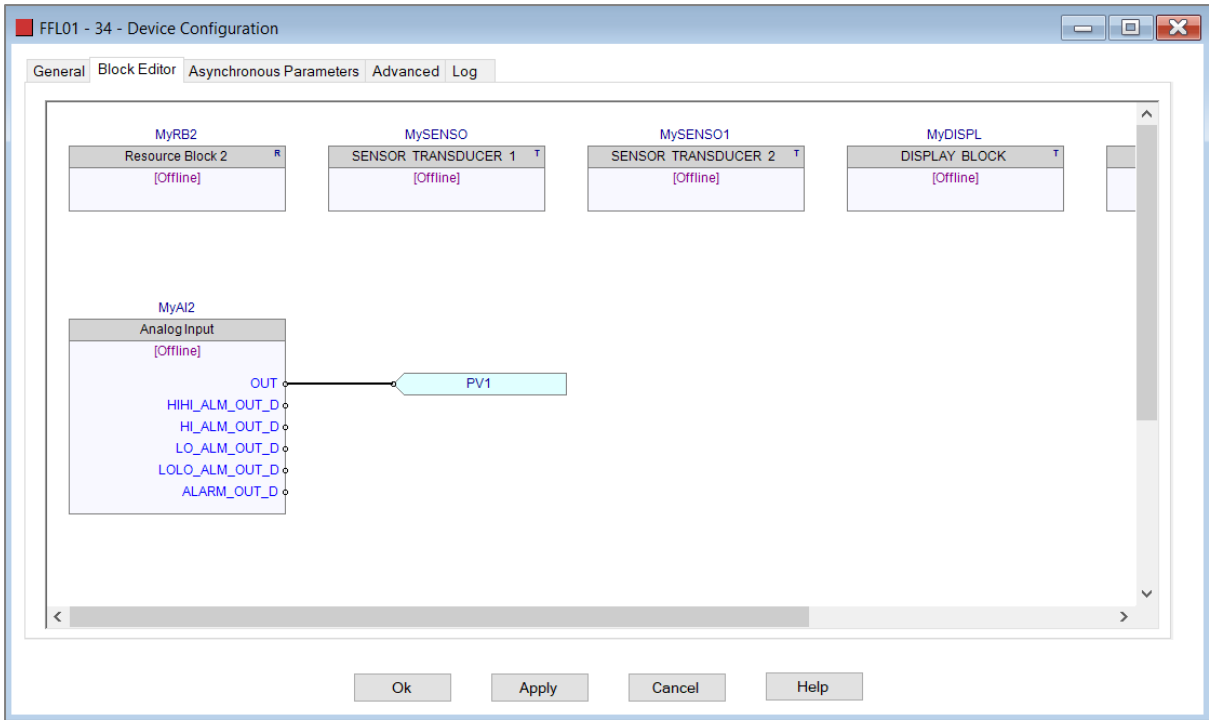 FFL01 - 34 - Device Configuration
General Block Editor Asynchronous Parameters Advanced Log
MyRB2 MySENSO MySENSO1 MyDISPL
Resource Block 2 R SENSOR TRANSDUCER 1 T SENSOR TRANSDUCER 2 T DISPLAY BLOCK T
[Offline] [Offline] [Offline] [Offline]
MyAI2
Analog Input
[Offline]
OUT PV1
HIHI_ALM_OUT_D
HI_ALM_OUT_D
LO_ALM_OUT_D
LOLO_ALM_OUT_D
ALARM_OUT_D
Ok Apply Cancel Help